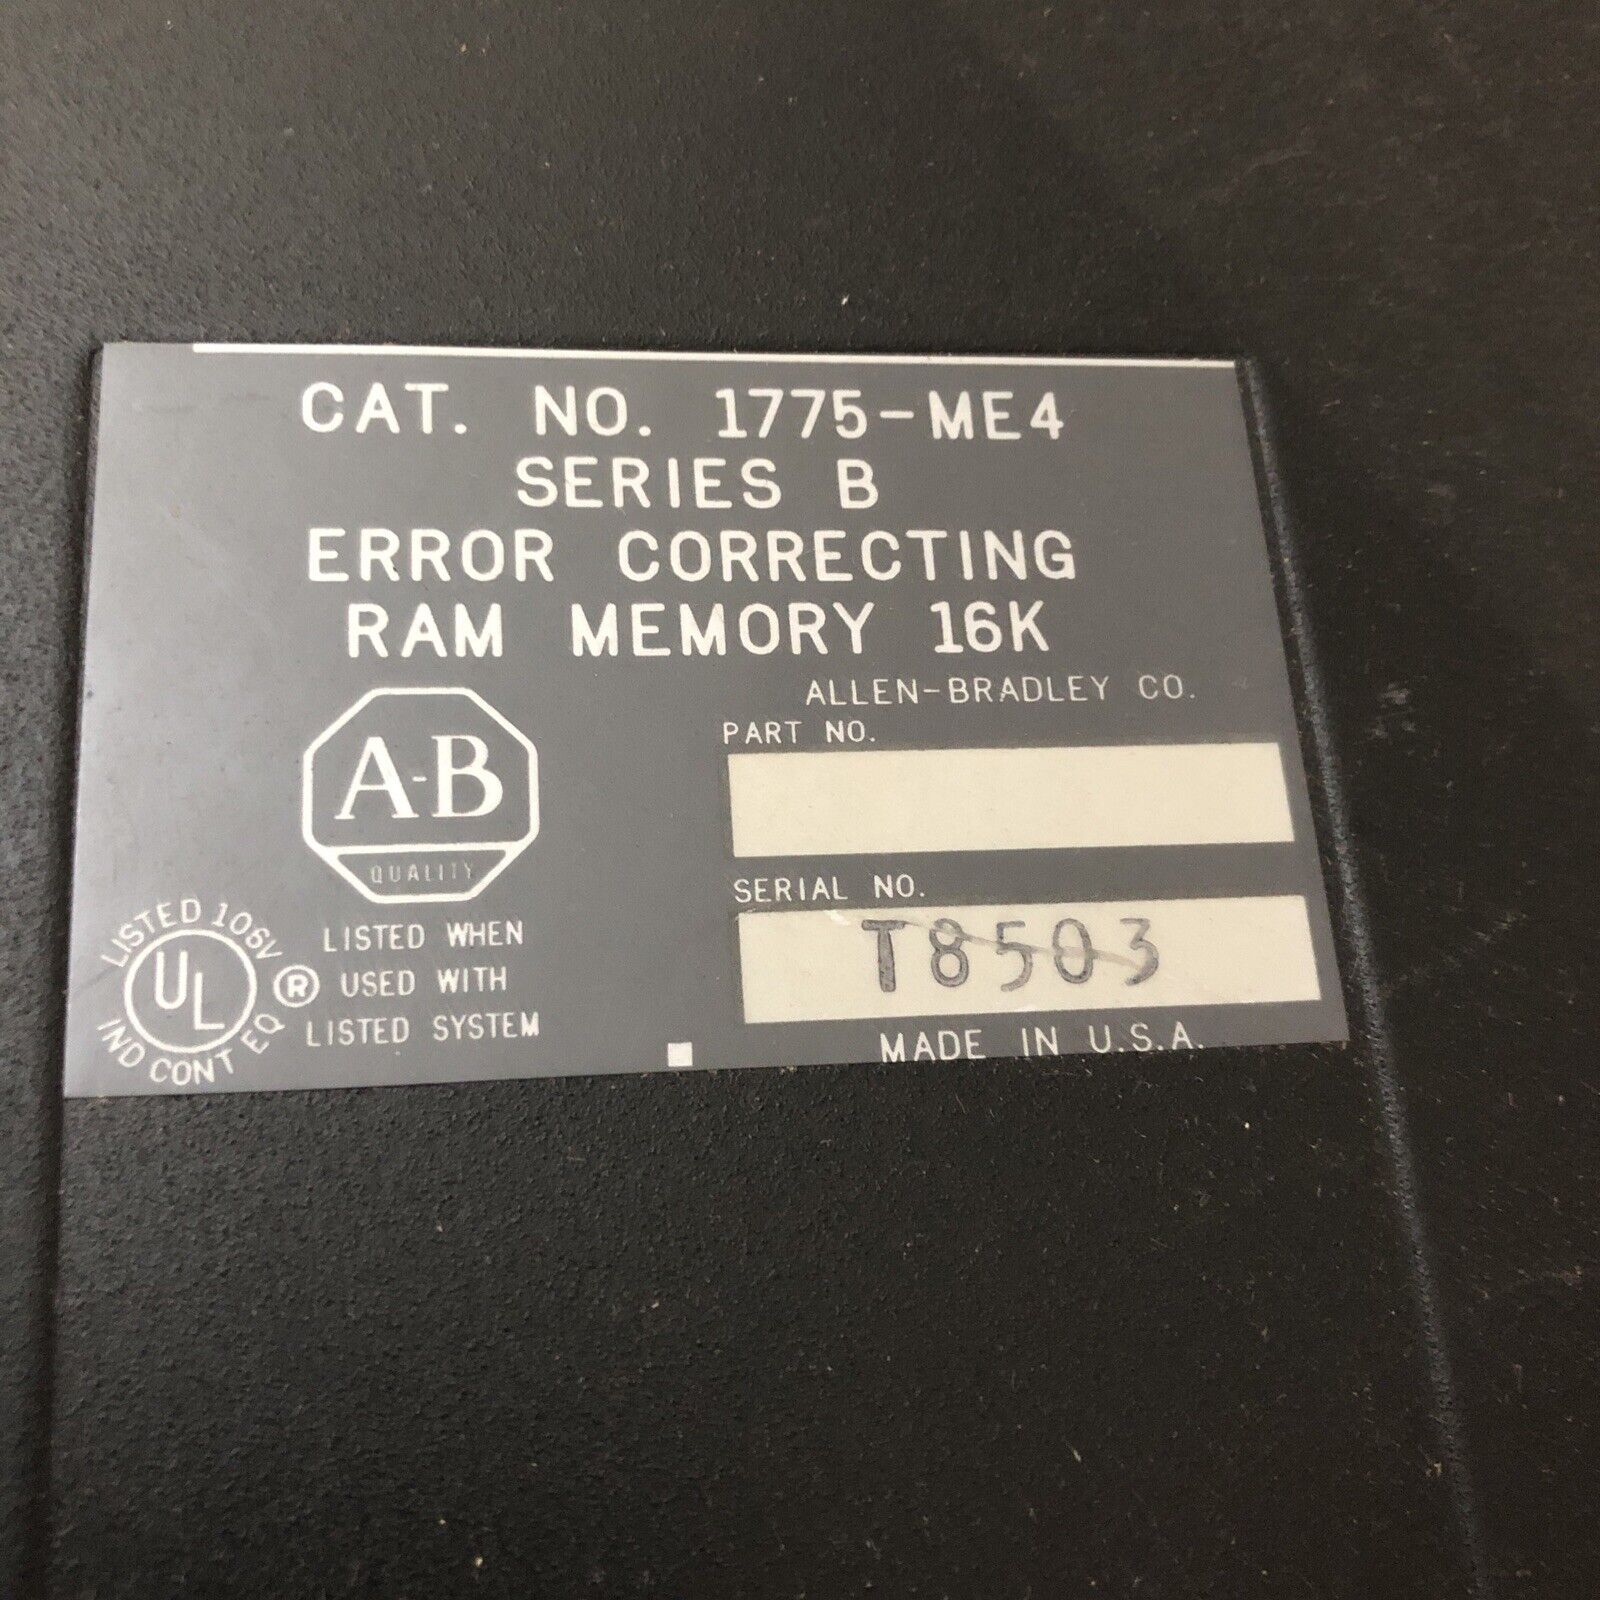 CAT. NO. 1775-ME4
SERIES B
ERROR CORRECTING
RAM MEMORY 16K
ALLEN-BRADLEY CO.
PART NO.
A-B
QUALITY
SERIAL NO.
T8503
LISTED 106V
UL ®
IND CONT EQ
LISTED WHEN
USED WITH
LISTED SYSTEM
MADE IN U.S.A.